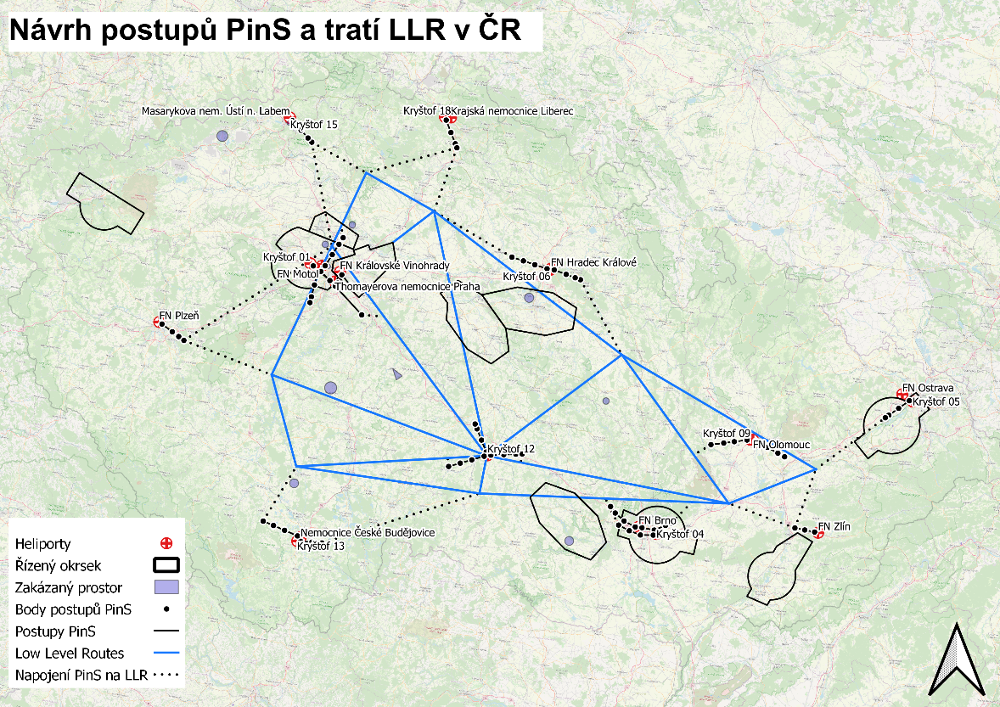 Návrh postupů PinS a tratí LLR v ČR
Masarykova nem. Ústí n. Labem
Kryštof 15
Kryštof 18
Krajská nemocnice Liberec
Kryštof 01
FN Motol
FN Královské Vinohrady
Thomayerova nemocnice Praha
FN Hradec Králové
Kryštof 06
FN Plzeň
FN Ostrava
Kryštof 05
Kryštof 09
FN Olomouc
Kryštof 12
FN Brno
Kryštof 04
FN Zlín
Nemocnice České Budějovice
Kryštof 13
Heliporty
Řízený okrsek
Zakázaný prostor
Body postupů PinS
Postupy PinS
Low Level Routes
Napojení PinS na LLR